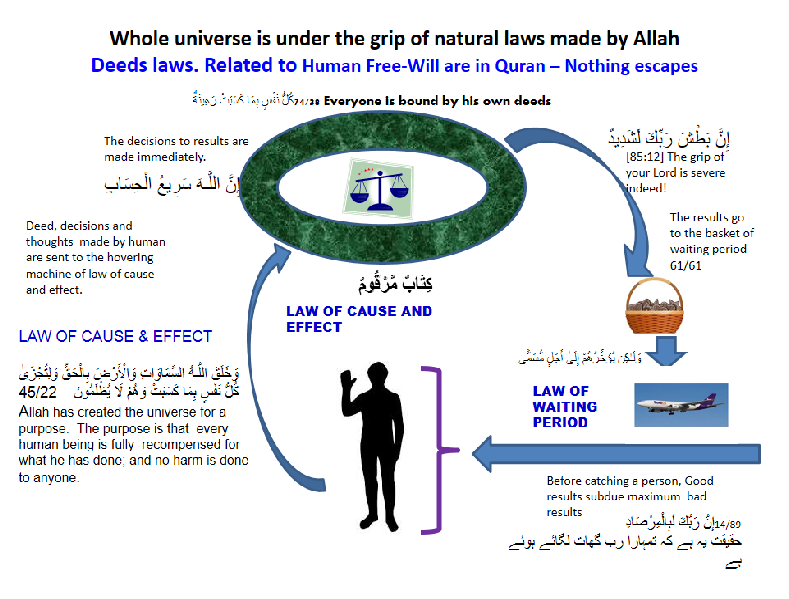 Whole universe is under the grip of natural laws made by Allah
Deeds laws. Related to Human Free-Will are in Quran – Nothing escapes
كُلُّ نَفْسٍ بِمَا كَسَبَتْ رَهِينَةٌ 74/38 Everyone is bound by his own deeds
The decisions to results are
made immediately.
إِنَّ اللَّـهَ سَرِيعُ الْحِسَابِ
Deed, decisions and
thoughts made by human
are sent to the hovering
machine of law of cause
and effect.
إِنَّ بَطْشَ رَبِّكَ لَشَدِيدٌ
[85:12] The grip of
your Lord is severe
indeed!
The results go
to the basket of
waiting period
61/61
كِتَابٌ مَّرْقُومٌ
LAW OF CAUSE AND
EFFECT
LAW OF CAUSE & EFFECT
وَخَلَقَ اللَّـهُ السَّمَاوَاتِ وَالْأَرْضَ بِالْحَقِّ وَلِتُجْزَىٰ
كُلُّ نَفْسٍ بِمَا كَسَبَتْ وَهُمْ لَا يُظْلَمُونَ 45/22
Allah has created the universe for a
purpose. The purpose is that every
human being is fully recompensed for
what he has done; and no harm is done
to anyone.
وَلَـٰكِن يُؤَخِّرُهُمْ إِلَىٰ أَجَلٍ مُّسَمًّى
LAW OF
WAITING
PERIOD
Before catching a person, Good
results subdue maximum bad
results
إِنَّ رَبَّكَ لَبِالْمِرْصَادِ 14/89
حقیقت یہ ہے کہ تمہارا رب گھات لگائے ہوئے
ہے